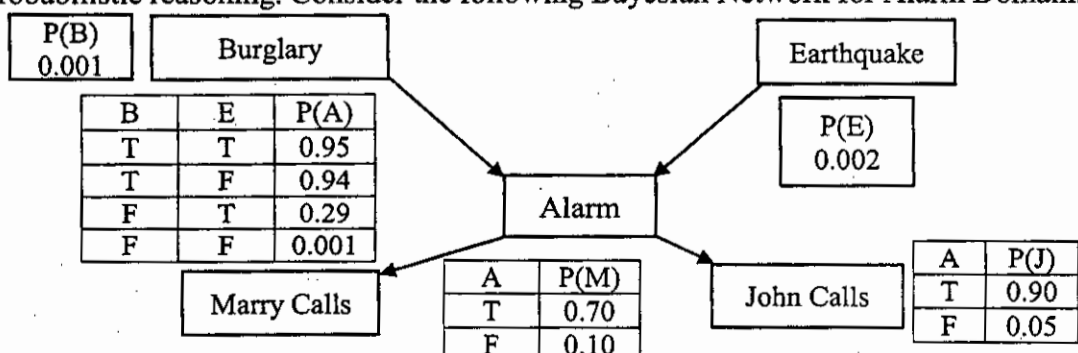 robabilistic reasoning. Consider the following Bayesian Network for Alarm Domain
P(B)
0.001
Burglary
Earthquake
B E P(A)
T T 0.95
T F 0.94
F T 0.29
F F 0.001
P(E)
0.002
Alarm
Marry Calls
A P(M)
T 0.70
F 0.10
John Calls
A P(J)
T 0.90
F 0.05